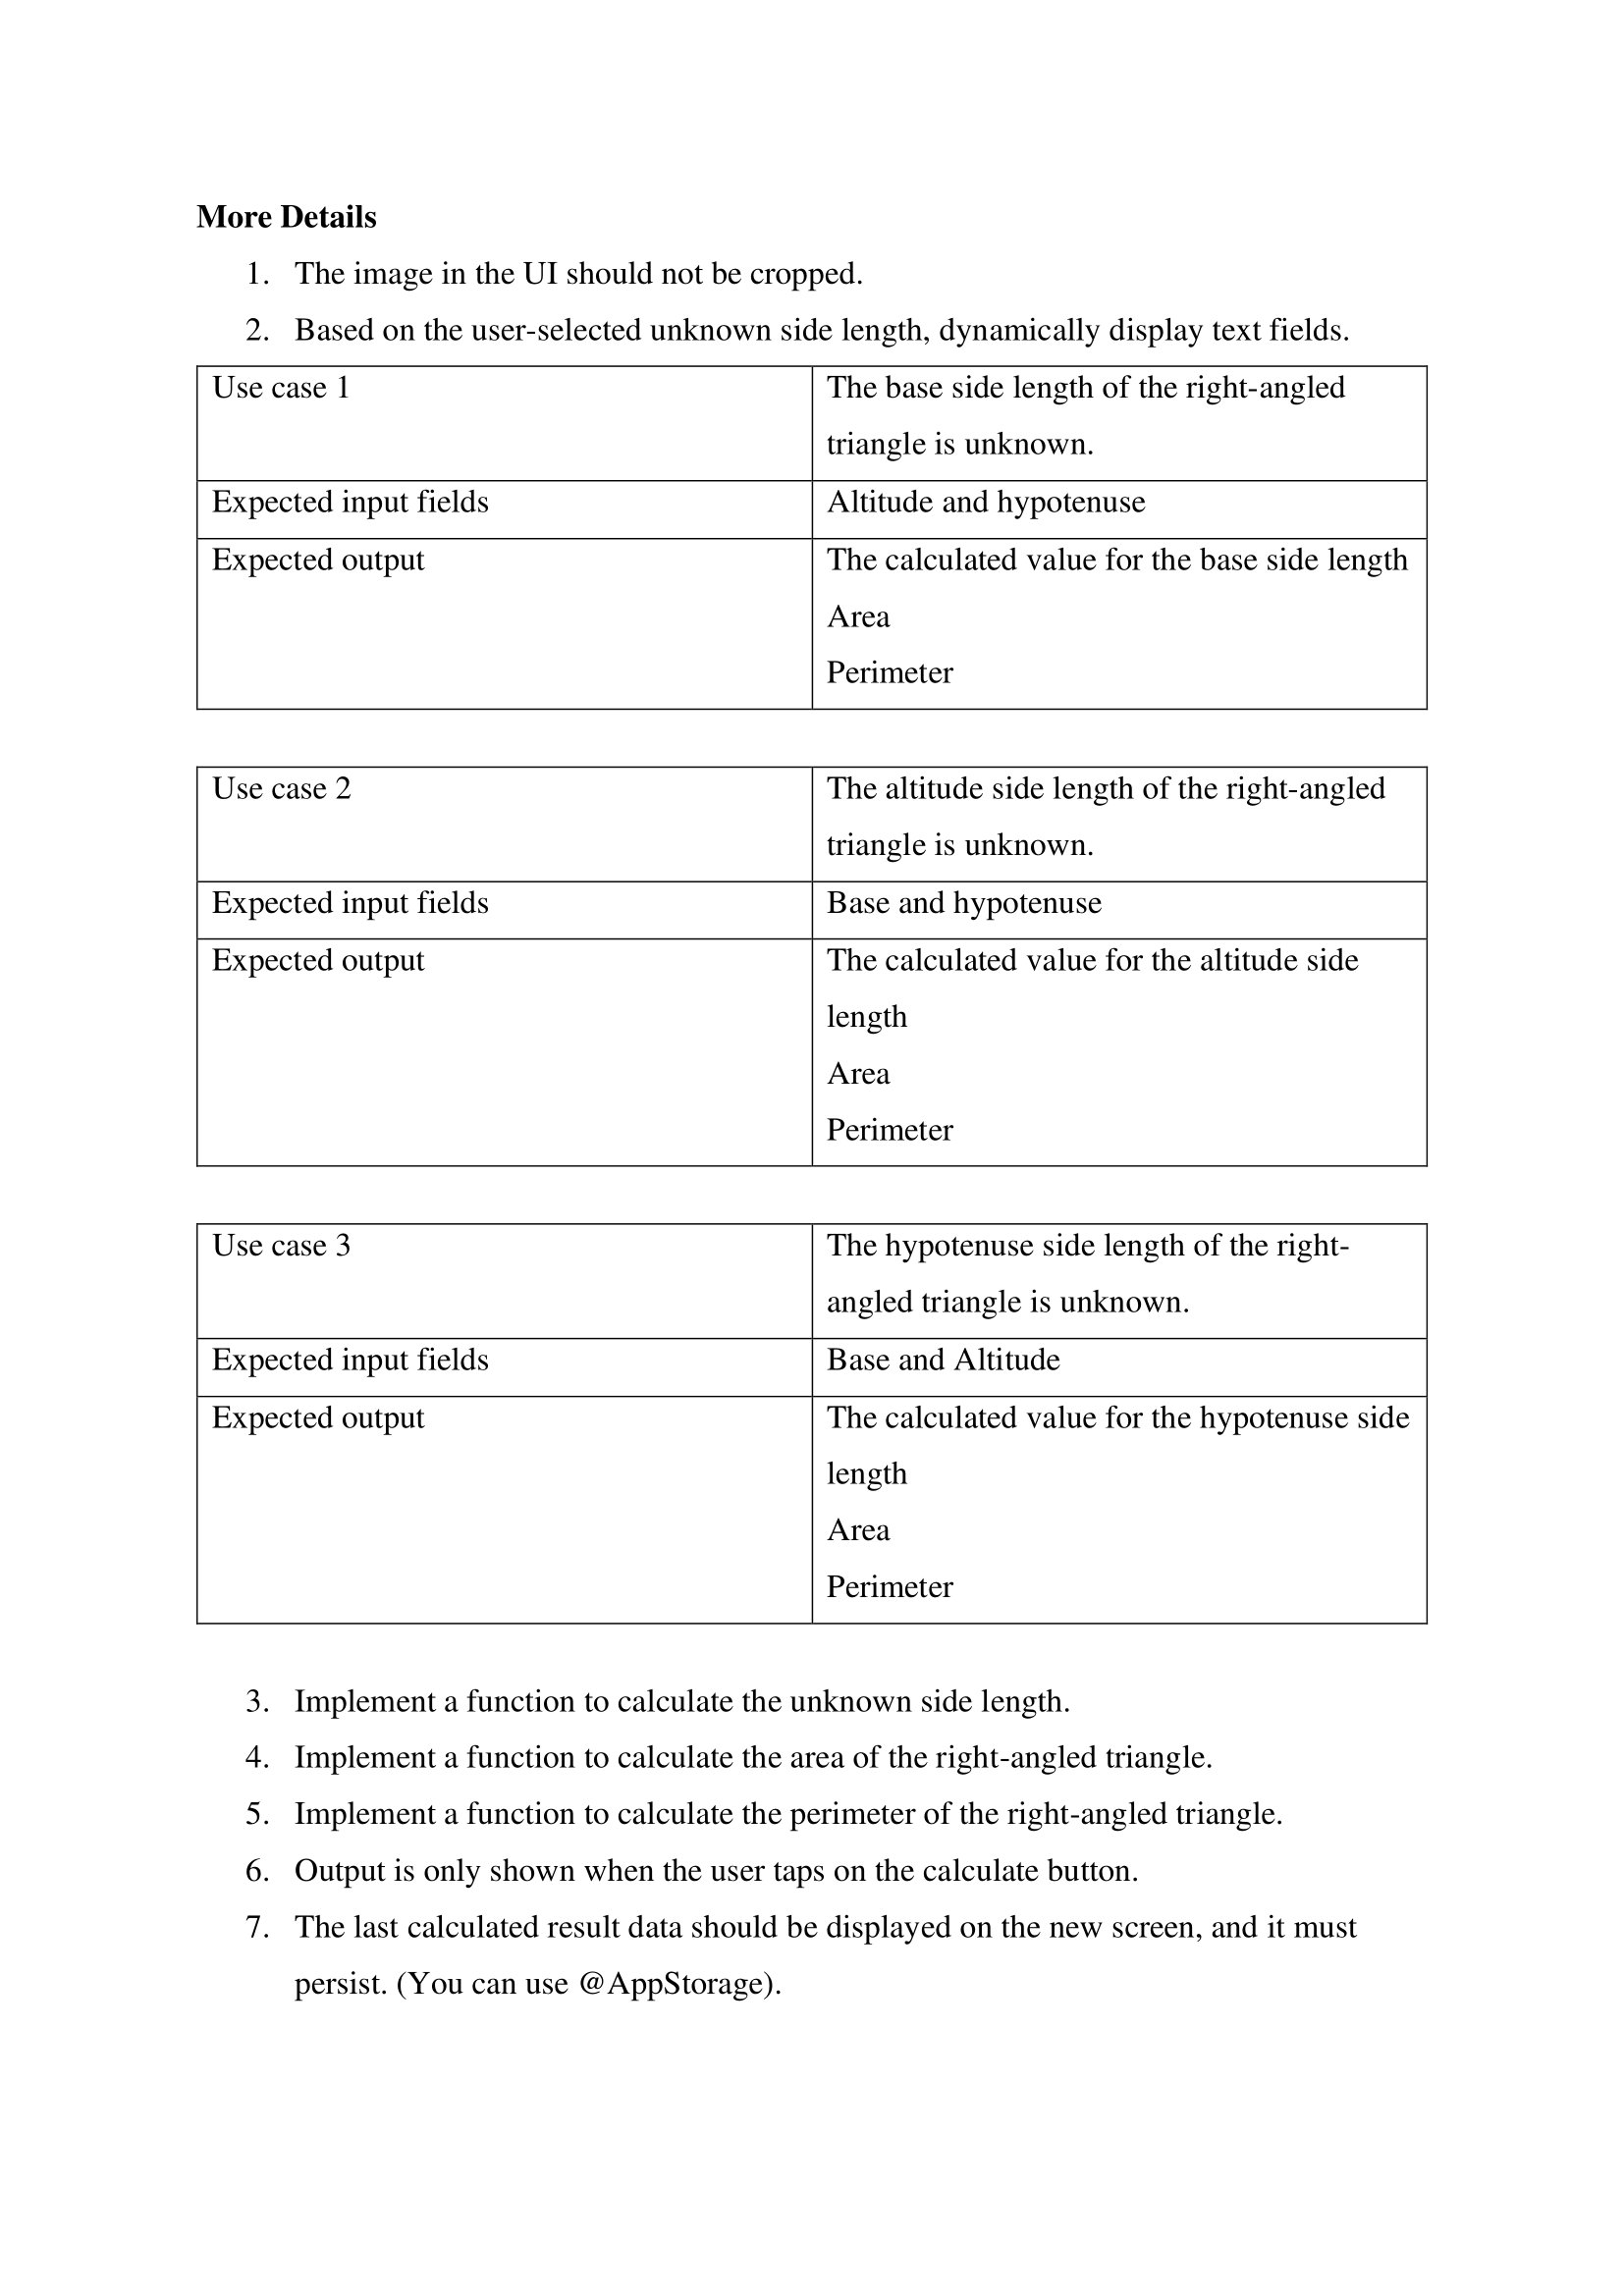 More Details
1. The image in the UI should not be cropped.
2. Based on the user-selected unknown side length, dynamically display text fields.
Use case 1
The base side length of the right-angled
triangle is unknown.
Expected input fields
Altitude and hypotenuse
Expected output
The calculated value for the base side length
Area
Perimeter
Use case 2
The altitude side length of the right-angled
triangle is unknown.
Expected input fields
Base and hypotenuse
Expected output
The calculated value for the altitude side
length
Area
Perimeter
Use case 3
The hypotenuse side length of the right-
angled triangle is unknown.
Expected input fields
Base and Altitude
Expected output
The calculated value for the hypotenuse side
length
Area
Perimeter
3. Implement a function to calculate the unknown side length.
4. Implement a function to calculate the area of the right-angled triangle.
5. Implement a function to calculate the perimeter of the right-angled triangle.
6. Output is only shown when the user taps on the calculate button.
7. The last calculated result data should be displayed on the new screen, and it must
persist. (You can use @AppStorage).